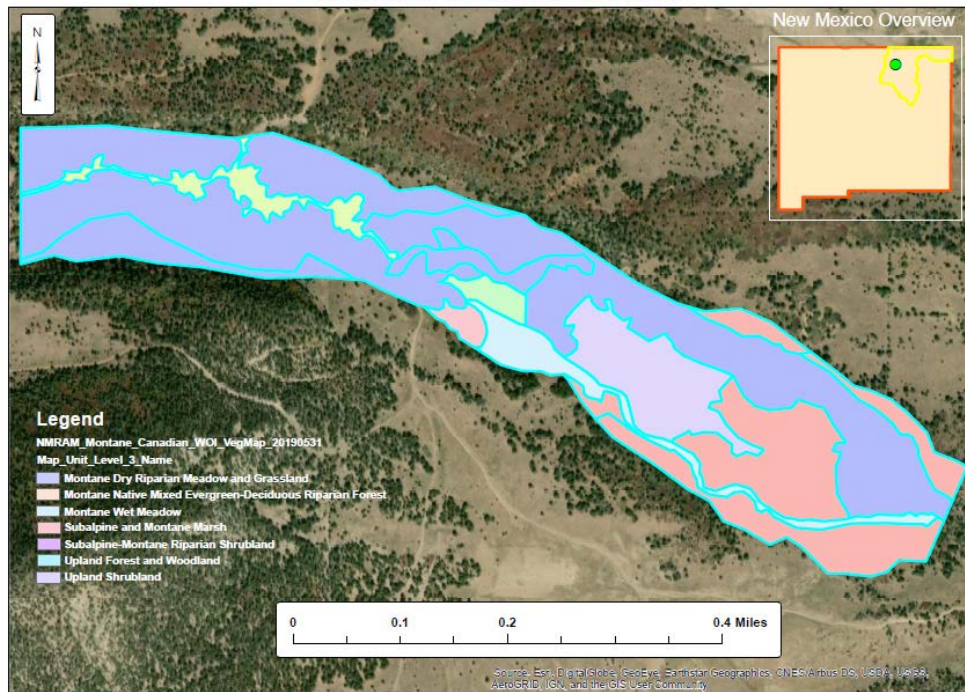 New Mexico Overview
N
Legend
NMRAM_Montane_Canadian_WOI_VegMap_20190531
Map_Unit_Level_3_Name
Montane Dry Riparian Meadow and Grassland
Montane Native Mixed Evergreen-Deciduous Riparian Forest
Montane Wet Meadow
Subalpine and Montane Marsh
Subalpine-Montane Riparian Shrubland
Upland Forest and Woodland
Upland Shrubland
0 0.1 0.2 0.4 Miles
Source: Esri, DigitalGlobe, GeoEye, Earthstar Geographics, CNES/Airbus DS, USDA, USGS,
AeroGRID, IGN, and the GIS User Community